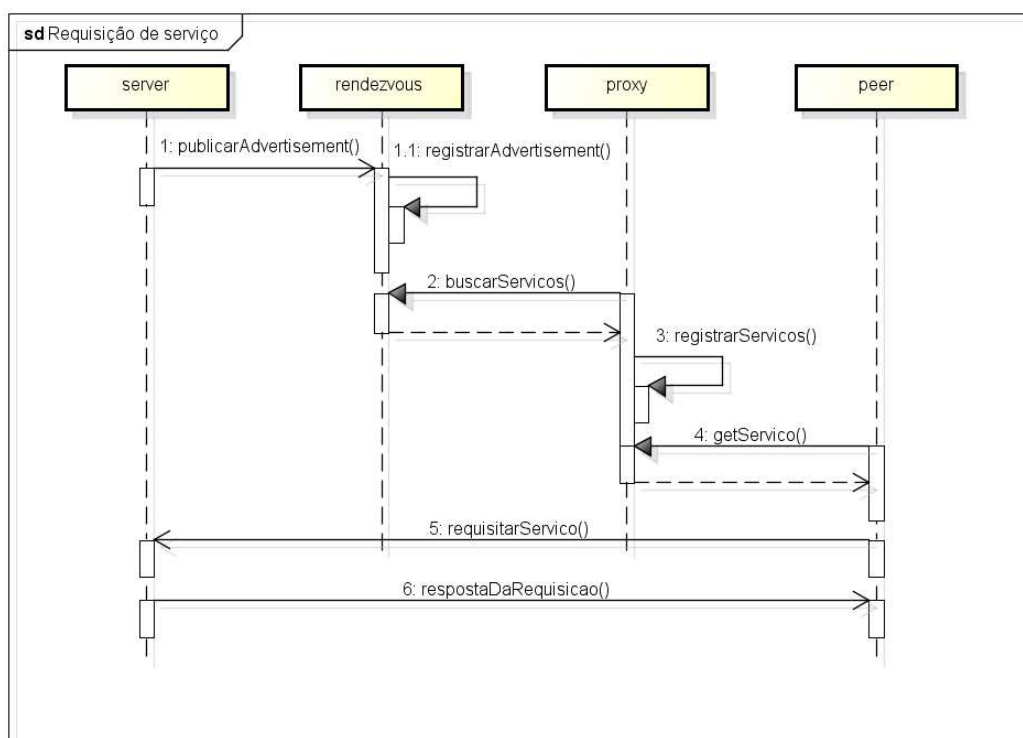 sd Requisição de serviço
server
rendezvous
proxy
peer
1: publicarAdvertisement()
1.1: registrarAdvertisement()
2: buscarServicos()
3: registrarServicos()
4: getServico()
5: requisitarServico()
6: respostaDaRequisicao()